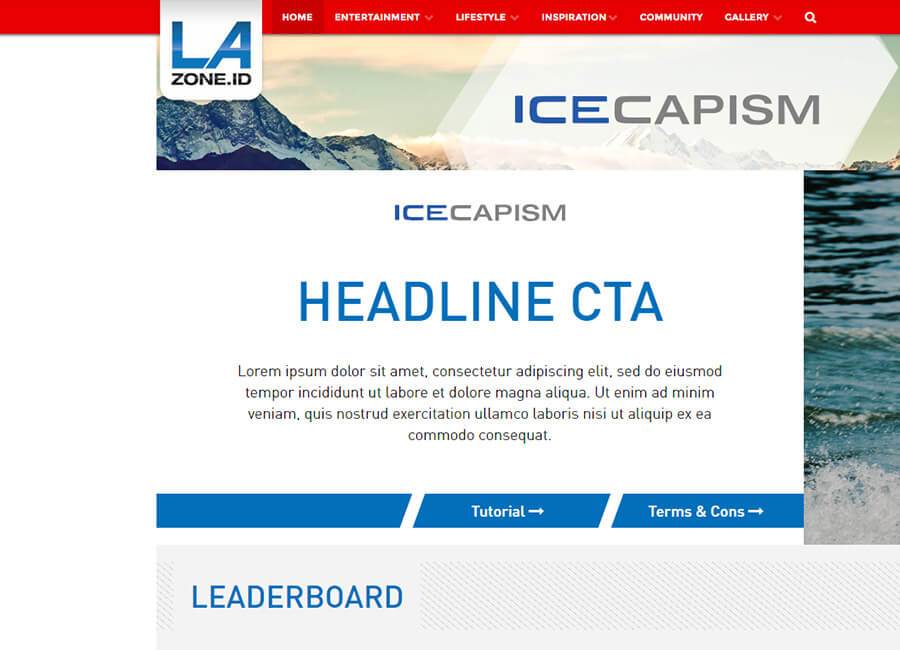 HOME ENTERTAINMENT LIFESTYLE INSPIRATION COMMUNITY GALLERY
LA
ZONE.ID
ICECAPISM
ICECAPISM
HEADLINE CTA
Lorem ipsum dolor sit amet, consectetur adipiscing elit, sed do eiusmod
tempor incididunt ut labore et dolore magna aliqua. Ut enim ad minim
veniam, quis nostrud exercitation ullamco laboris nisi ut aliquip ex ea
commodo consequat.
Tutorial → Terms & Cons →
LEADERBOARD